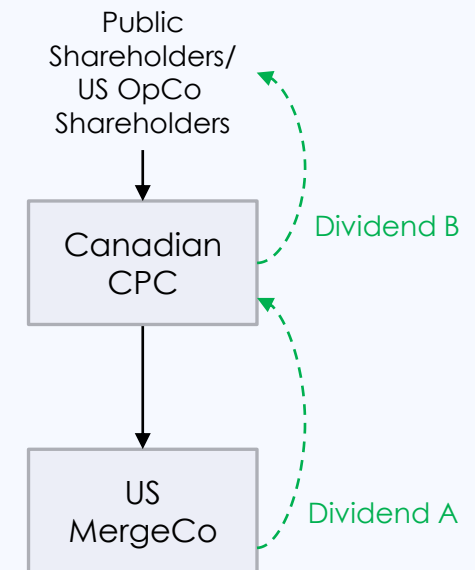 Public
Shareholders/
US OpCo
Shareholders
Dividend B
Canadian
CPC
US
MergeCo
Dividend A